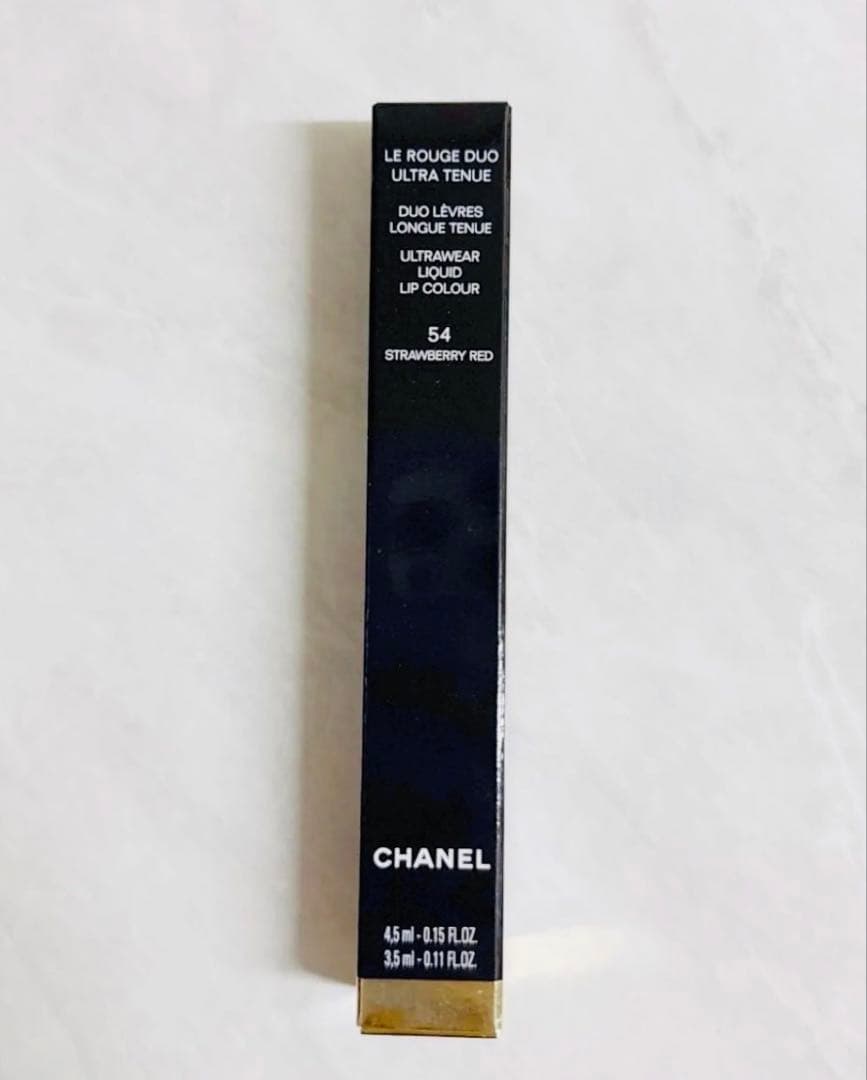 LE ROUGE DUO
ULTRA TENUE
DUO LÈVRES
LONGUE TENUE
ULTRAWEAR
LIQUID
LIP COLOUR
54
STRAWBERRY RED
CHANEL
4,5 ml - 0.15 FL.OZ.
3,5 ml - 0.11 FL.OZ.